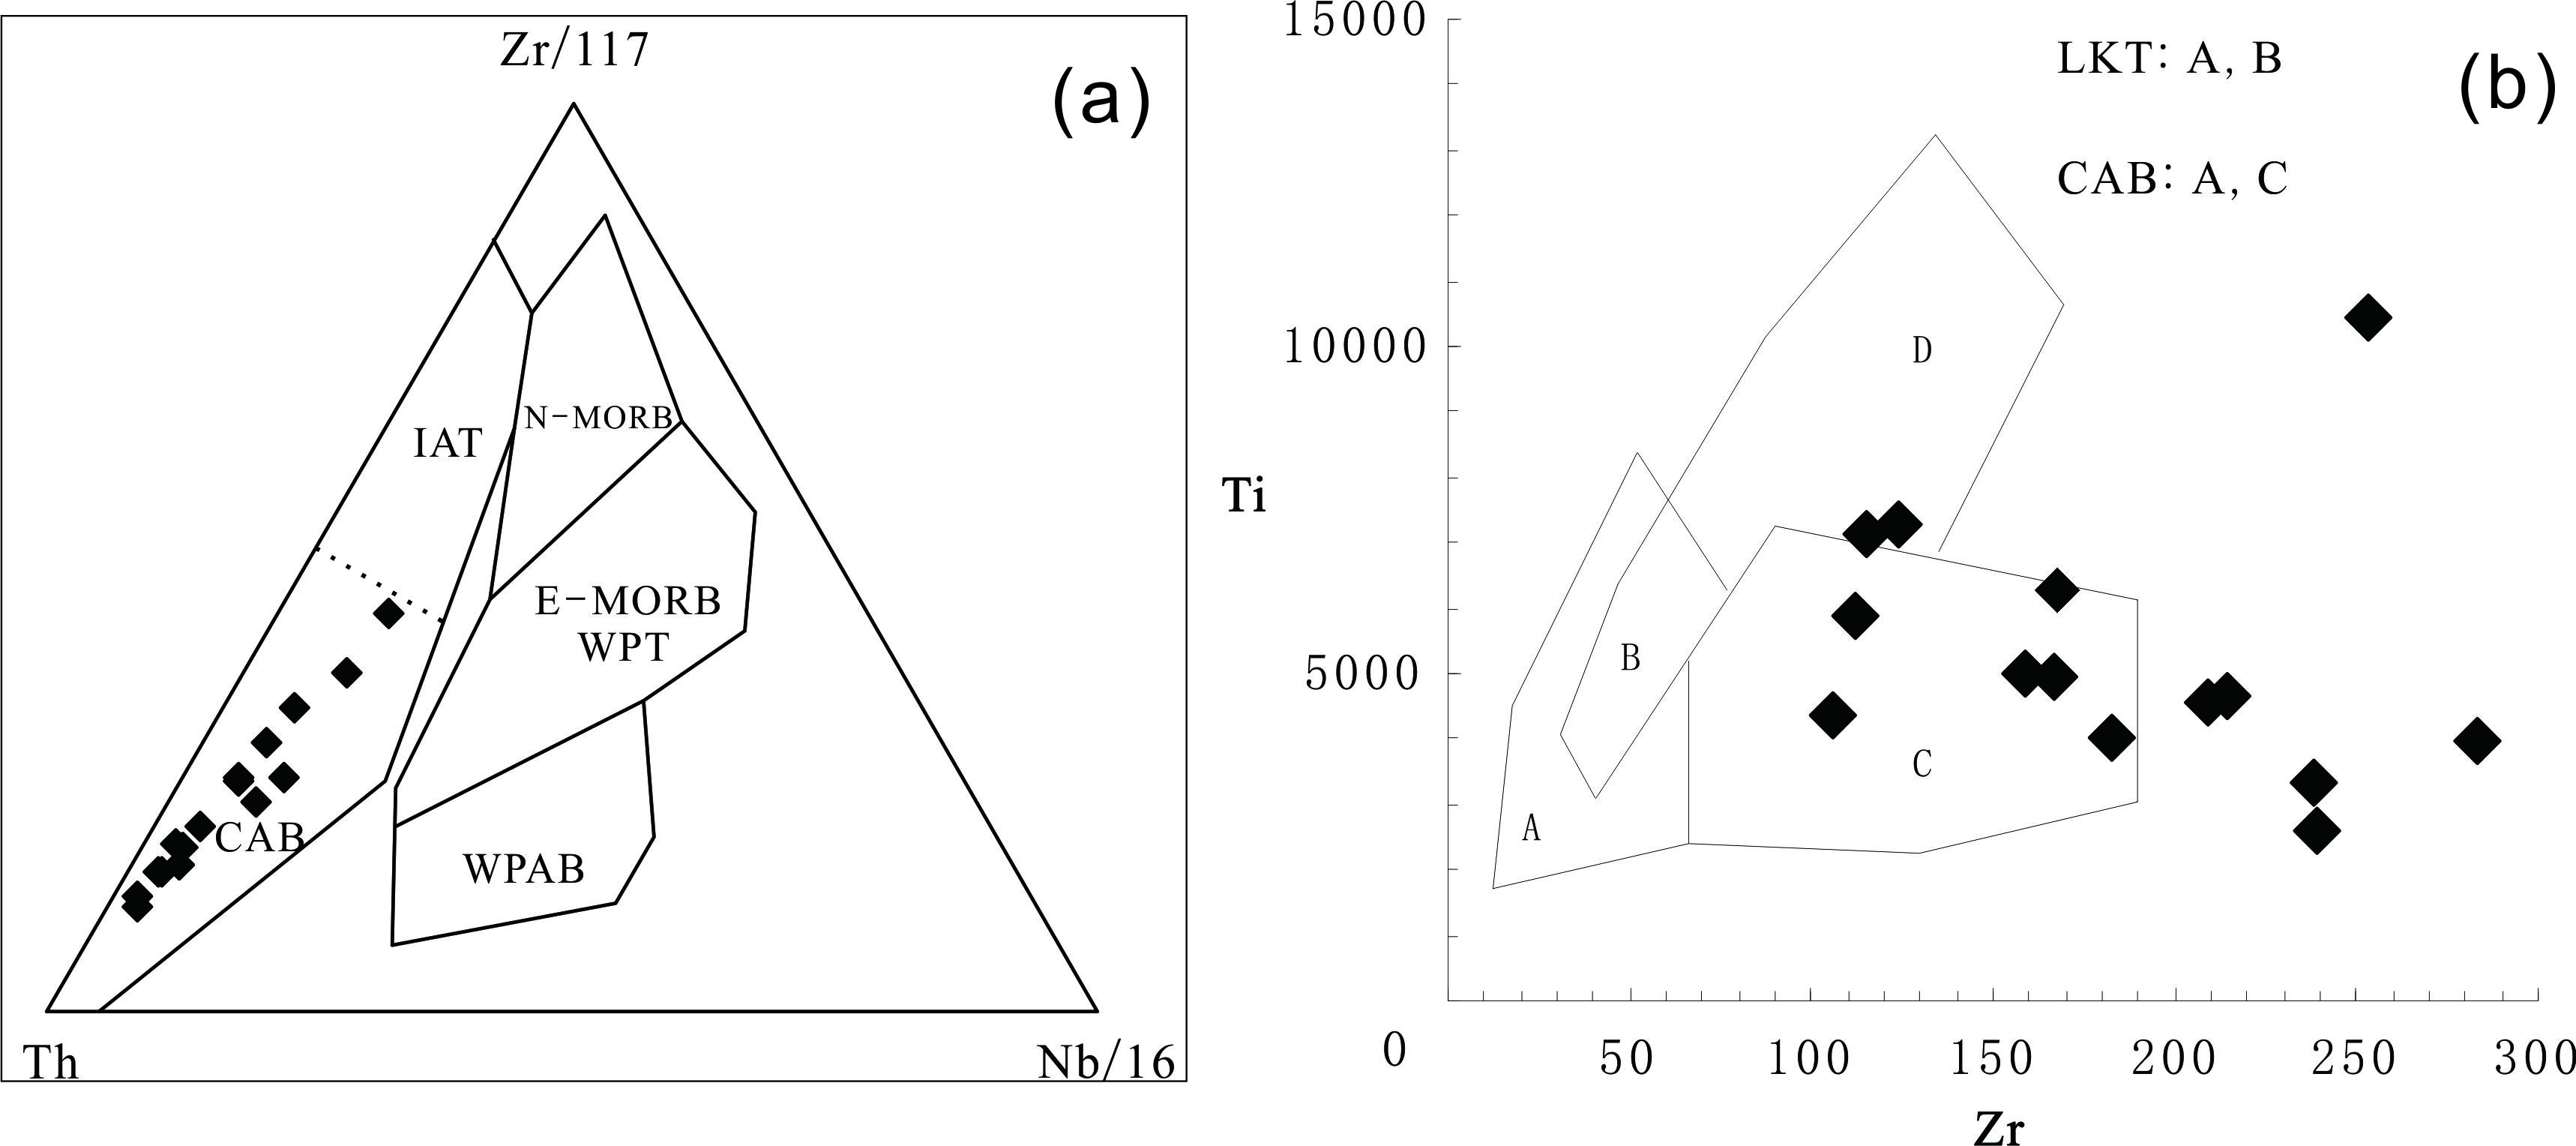 Zr/117
(a)
IAT
N-MORB
E-MORB
WPT
CAB
WPAB
Th
Nb/16
15000
LKT: A, B
(b)
CAB: A, C
10000
D
Ti
5000
B
C
A
0
50
100
150
200
250
300
Zr